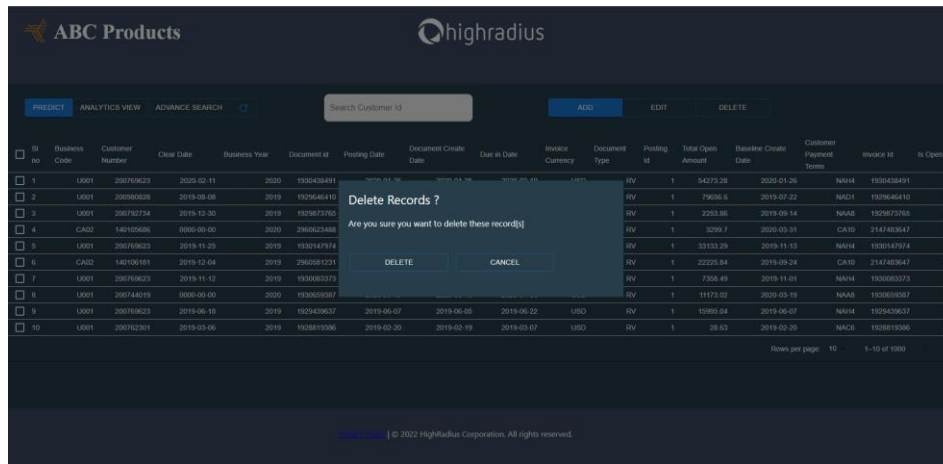 ABC Products
highradius
PREDICT ANALYTICS VIEW ADVANCE SEARCH Search Customer Id ADD EDIT DELETE
Sl no Business Code Customer Number Clear Date Business Year Document id Posting Date Document Create Date Due in Date Invoice Currency Document Type Posting Id Total Open Amount Baseline Create Date Customer Payment Terms Invoice Id Is Open
1 U001 200769623 2020-02-11 2020 1930438491 RV 1 54273.28 2020-01-26 NAH4 1930438491
2 U001 200980828 2019-08-08 2019 1929646410 RV 1 79656.6 2019-07-22 NAD1 1929646410
3 U001 200792734 2019-12-30 2019 1929873765 RV 1 2253.86 2019-09-14 NAA8 1929873765
4 CA02 140105686 0000-00-00 2020 2960623488 RV 1 3299.7 2020-03-31 CA10 2147483647
5 U001 200769623 2019-11-25 2019 1930147974 RV 1 33133.29 2019-11-13 NAH4 1930147974
6 CA02 140106181 2019-12-04 2019 2960581231 RV 1 22225.84 2019-09-24 CA10 2147483647
7 U001 200769623 2019-11-12 2019 1930083373 RV 1 7358.49 2019-11-01 NAH4 1930083373
8 U001 200744019 0000-00-00 2020 1930659387 RV 1 11173.02 2020-03-19 NAA8 1930659387
9 U001 200769623 2019-06-18 2019 1929439637 2019-06-07 2019-06-05 2019-06-22 USD RV 1 15995.04 2019-06-07 NAH4 1929439637
10 U001 200762301 2019-03-06 2019 1928819386 2019-02-20 2019-02-19 2019-03-07 USD RV 1 28.63 2019-02-20 NAC6 1928819386
Delete Records ?
Are you sure you want to delete these record[s]
DELETE CANCEL
Rows per page: 10 1–10 of 1000
| © 2022 HighRadius Corporation. All rights reserved.